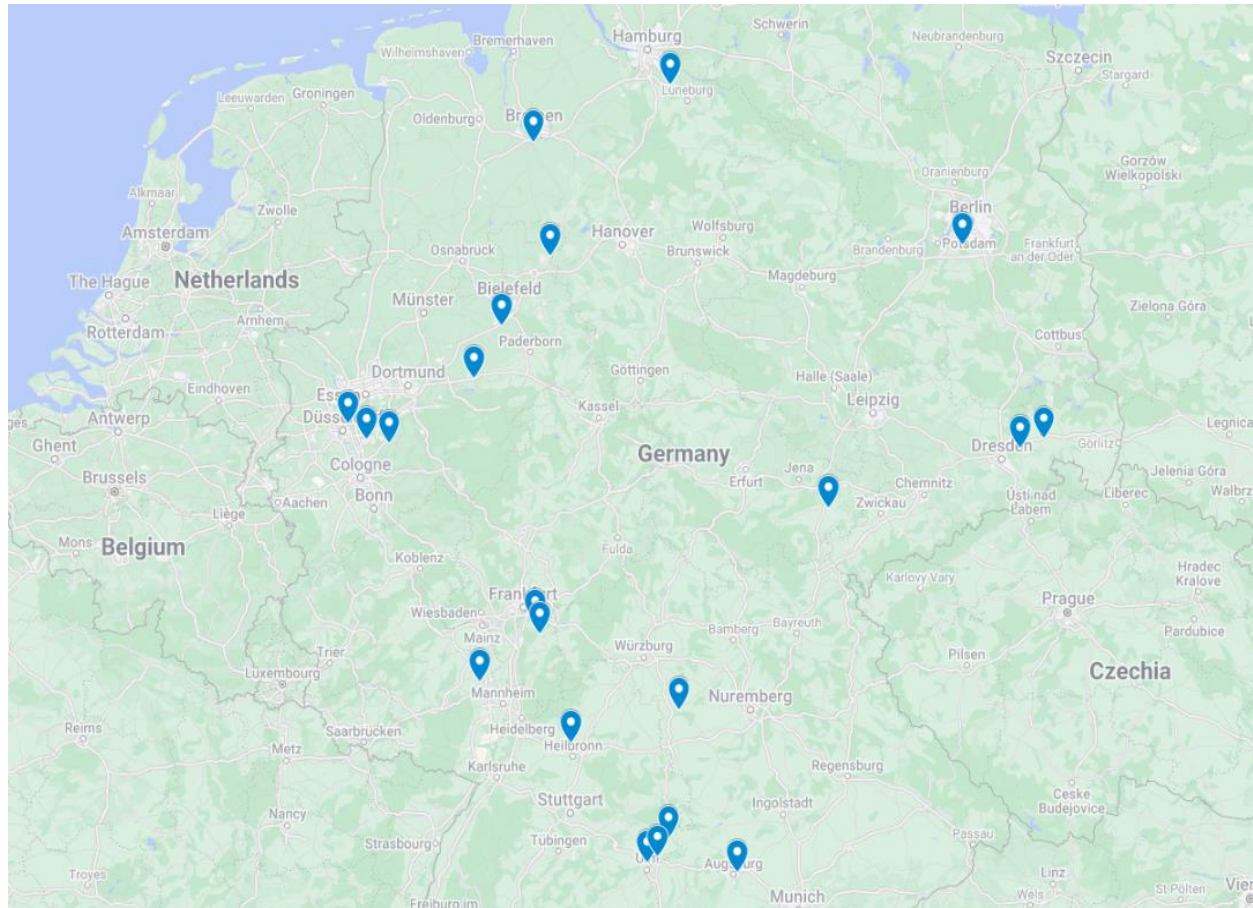 Hamburg
Schwerin
Neubrandenburg
Wilhelmshaven
Bremerhaven
Szczecin
Stargard
Groningen
Leeuwarden
Lüneburg
Oldenburg
Gorzów
Wielkopolski
Oranienburg
Alkmaar
Zwolle
Berlin
Amsterdam
Hanover
Wolfsburg
Brandenburg
Potsdam
Frankfurt
an der Oder
Osnabrück
Brunswick
Magdeburg
The Hague
Netherlands
Bielefeld
Münster
Zielona Góra
Rotterdam
Arnhem
Paderborn
Cottbus
Dortmund
Göttingen
Halle (Saale)
Eindhoven
Leipzig
Antwerp
Kassel
Legnica
Ghent
Germany
Dresden
Görlitz
Cologne
Jena
Erfurt
Brussels
Bonn
Aachen
Chemnitz
Zwickau
Ústí nad
Labem
Liberec
Jelenia Góra
Liège
Mons
Belgium
Koblenz
Fulda
Karlovy Vary
Hradec
Kralove
Wiesbaden
Prague
Mainz
Bamberg
Bayreuth
Pardubice
Trier
Würzburg
Pilsen
Luxembourg
Czechia
Mannheim
Nuremberg
Reims
Saarbrücken
Heidelberg
Metz
Heilbronn
Karlsruhe
Regensburg
Ceske
Budejovice
Stuttgart
Ingolstadt
Nancy
Strasbourg
Tübingen
Passau
Augsburg
Troyes
Linz
Munich
Wels
St Pölten
Freiburg im